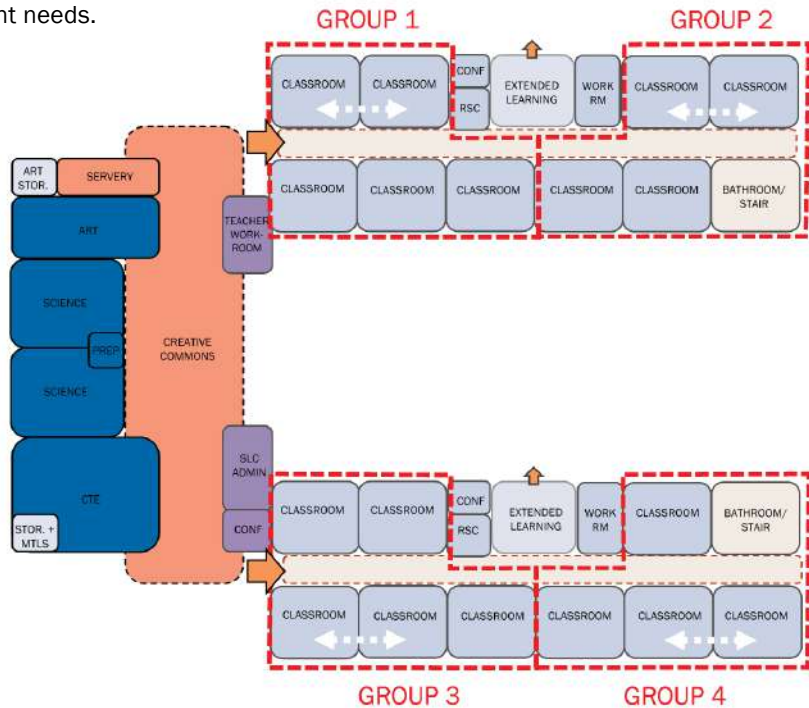 nt needs.
GROUP 1
GROUP 2
CLASSROOM
CLASSROOM
CONF
RSC
EXTENDED
LEARNING
WORK
RM
CLASSROOM
CLASSROOM
ART
STOR.
SERVERY
CLASSROOM
CLASSROOM
CLASSROOM
CLASSROOM
CLASSROOM
BATHROOM/
STAIR
ART
TEACHER
WORK-
ROOM
SCIENCE
PREP
SCIENCE
CREATIVE
COMMONS
SLC
ADMIN
CTE
STOR. +
MTLS
CONF
CLASSROOM
CLASSROOM
CONF
RSC
EXTENDED
LEARNING
WORK
RM
CLASSROOM
BATHROOM/
STAIR
CLASSROOM
CLASSROOM
CLASSROOM
CLASSROOM
CLASSROOM
CLASSROOM
GROUP 3
GROUP 4